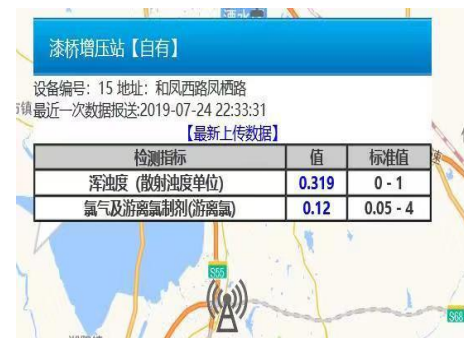 漆桥增压站【自有】
设备编号：15 地址：和凤西路凤栖路
最近一次数据报送:2019-07-24 22:33:31
【最新上传数据】
检测指标 值 标准值
浑浊度 (散射浊度单位) 0.319 0 - 1
氯气及游离氯制剂(游离氯) 0.12 0.05 - 4
S55
S68